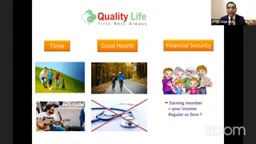 Quality Life
First. Best. Always
Time
Good Health
Financial Security
Earning member
= your Income
Regular or Zero ?
zoom